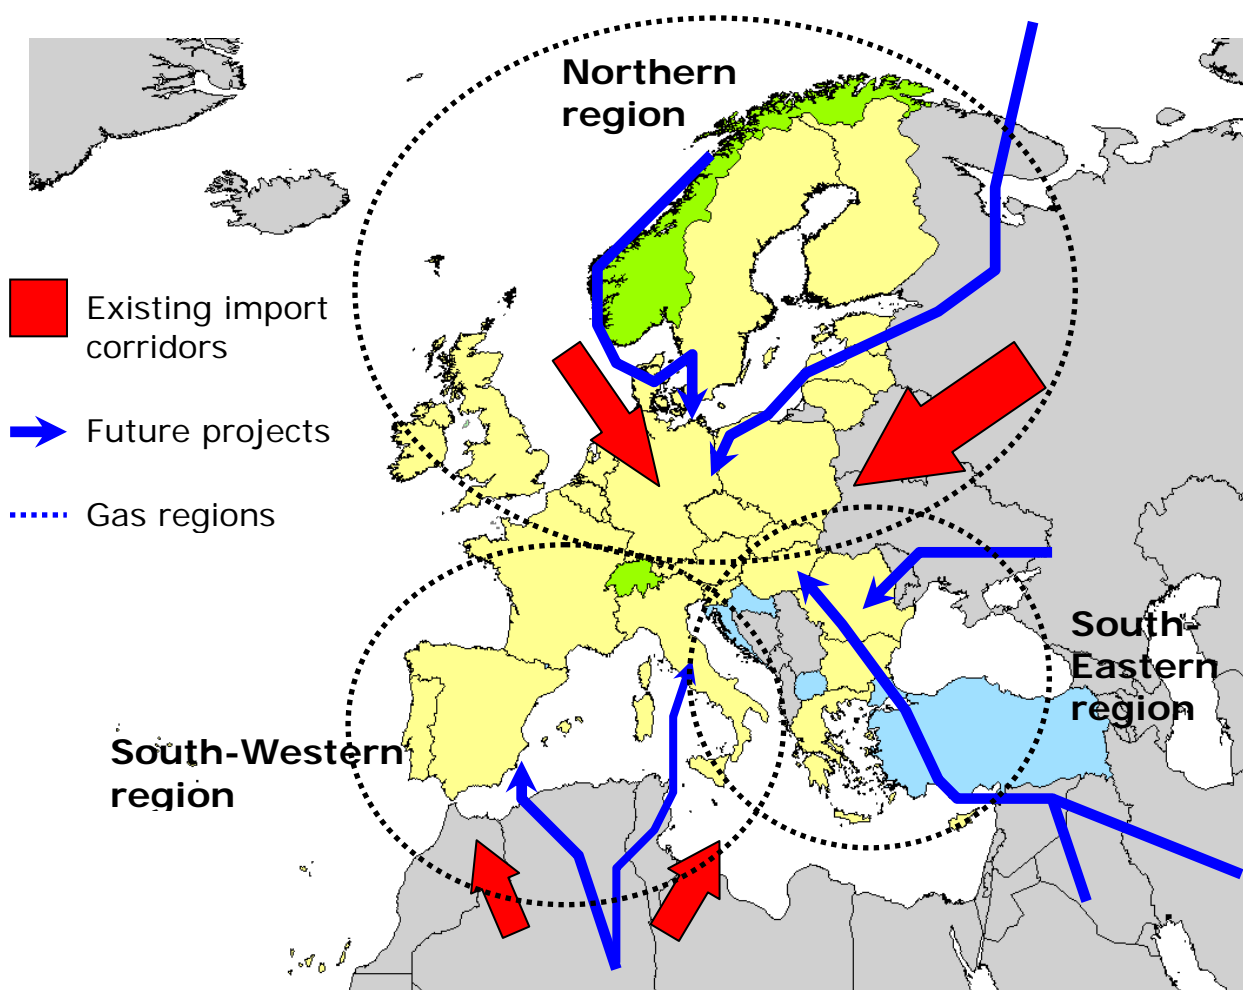 Northern
region
Existing import
corridors
Future projects
Gas regions
South-
Eastern
region
South-Western
region